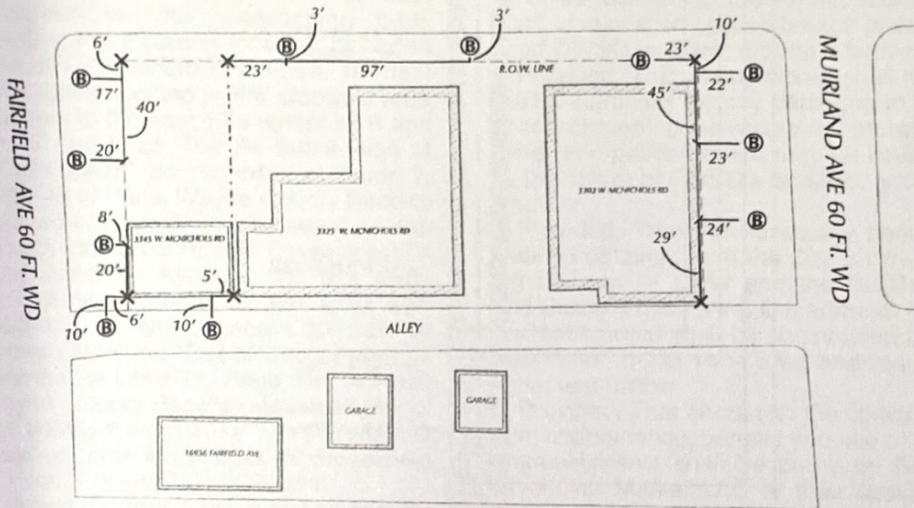 3'
3'
10'
6'
B
B
23'
B
23'
97'
R.O.W. LINE
B
B
17'
22'
40'
45'
B
20'
B
23'
8'
B
3345 W. MCNICHOLS RD
3325 W. MCNICHOLS RD
3303 W MCNICHOLS RD
B
24'
20'
5'
29'
10'
B
6'
10'
B
ALLEY
GARAGE
GARAGE
16936 FAIRFIELD AVE
FAIRFIELD AVE 60 FT. WD
MUIRLAND AVE 60 FT. WD